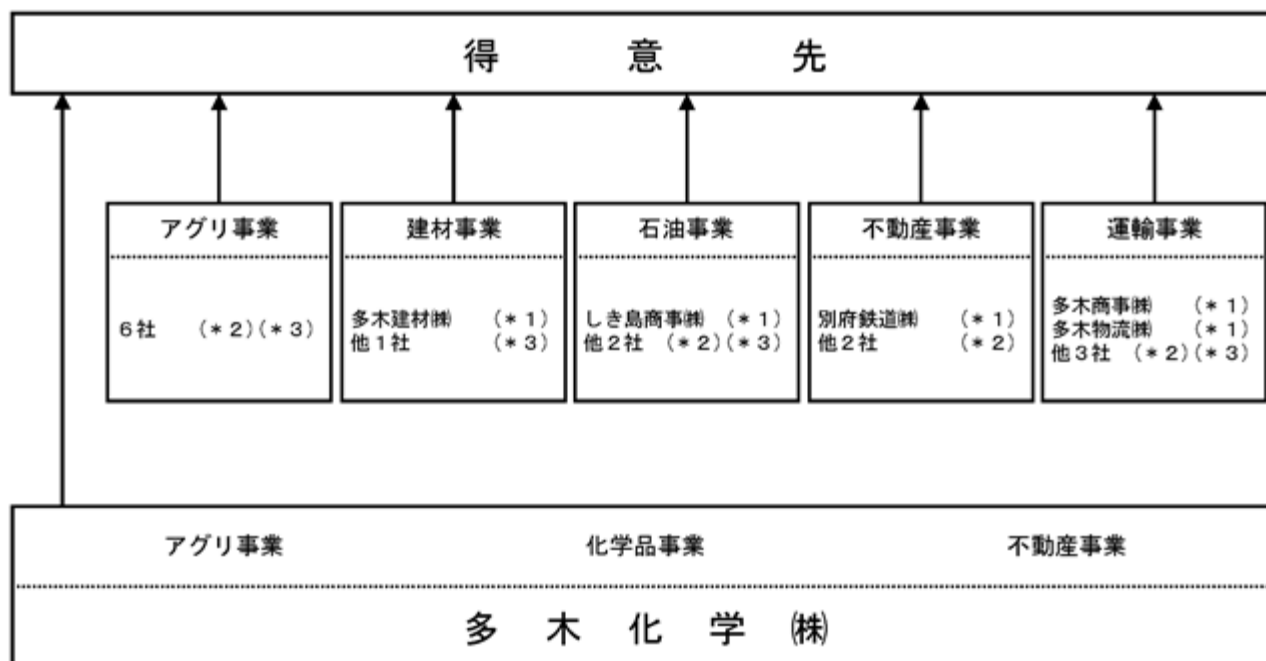 得意先
アグリ事業
6社 (*2)(*3)
建材事業
多木建材㈱ (*1)
他1社 (*3)
石油事業
しき島商事㈱ (*1)
他2社 (*2)(*3)
不動産事業
別府鉄道㈱ (*1)
他2社 (*2)
運輸事業
多木商事㈱ (*1)
多木物流㈱ (*1)
他3社 (*2)(*3)
アグリ事業 化学品事業 不動産事業
多木化学㈱